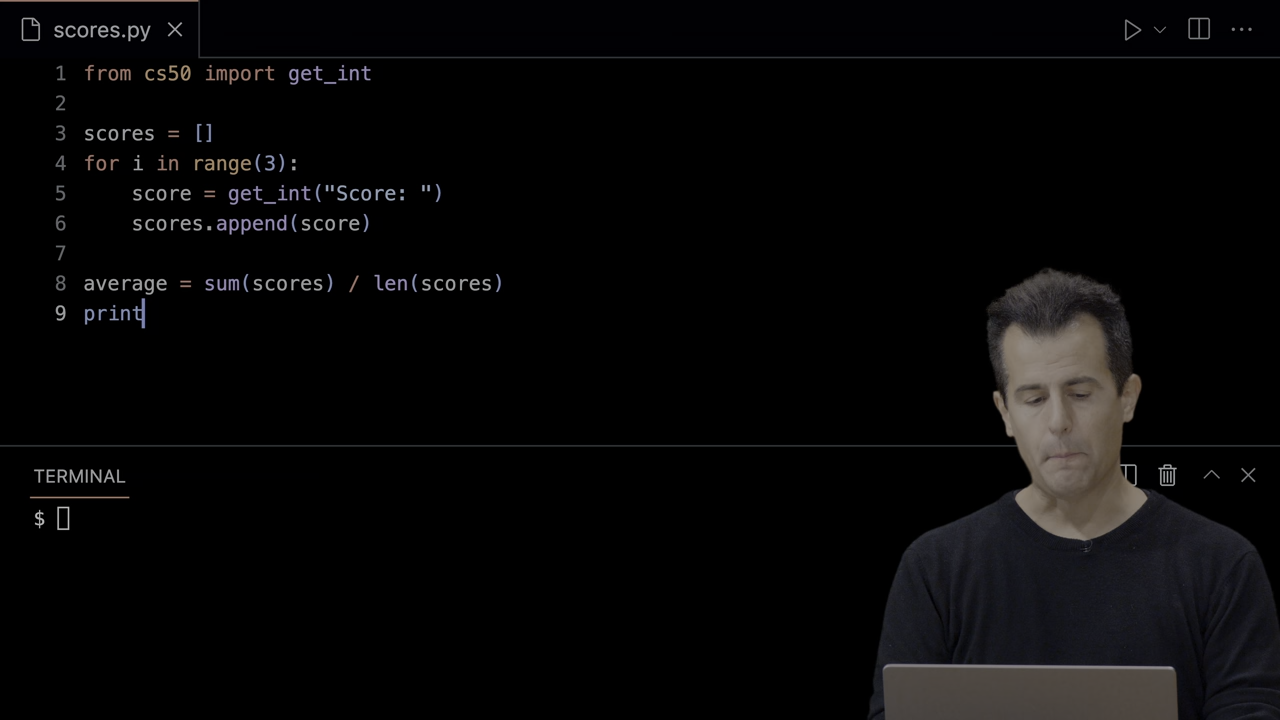 scores.py
1 from cs50 import get_int
2
3 scores = []
4 for i in range(3):
5     score = get_int("Score: ")
6     scores.append(score)
7
8 average = sum(scores) / len(scores)
9 print
TERMINAL
$